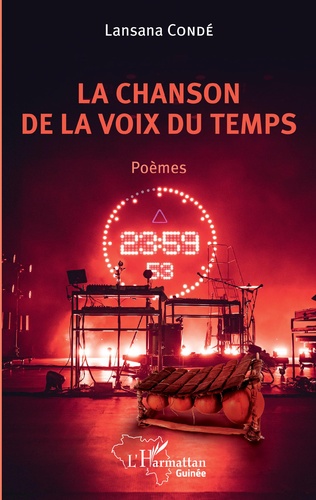 Lansana CONDÉ
LA CHANSON
DE LA VOIX DU TEMPS
Poèmes
23:59
53
L'Harmattan
Guinée